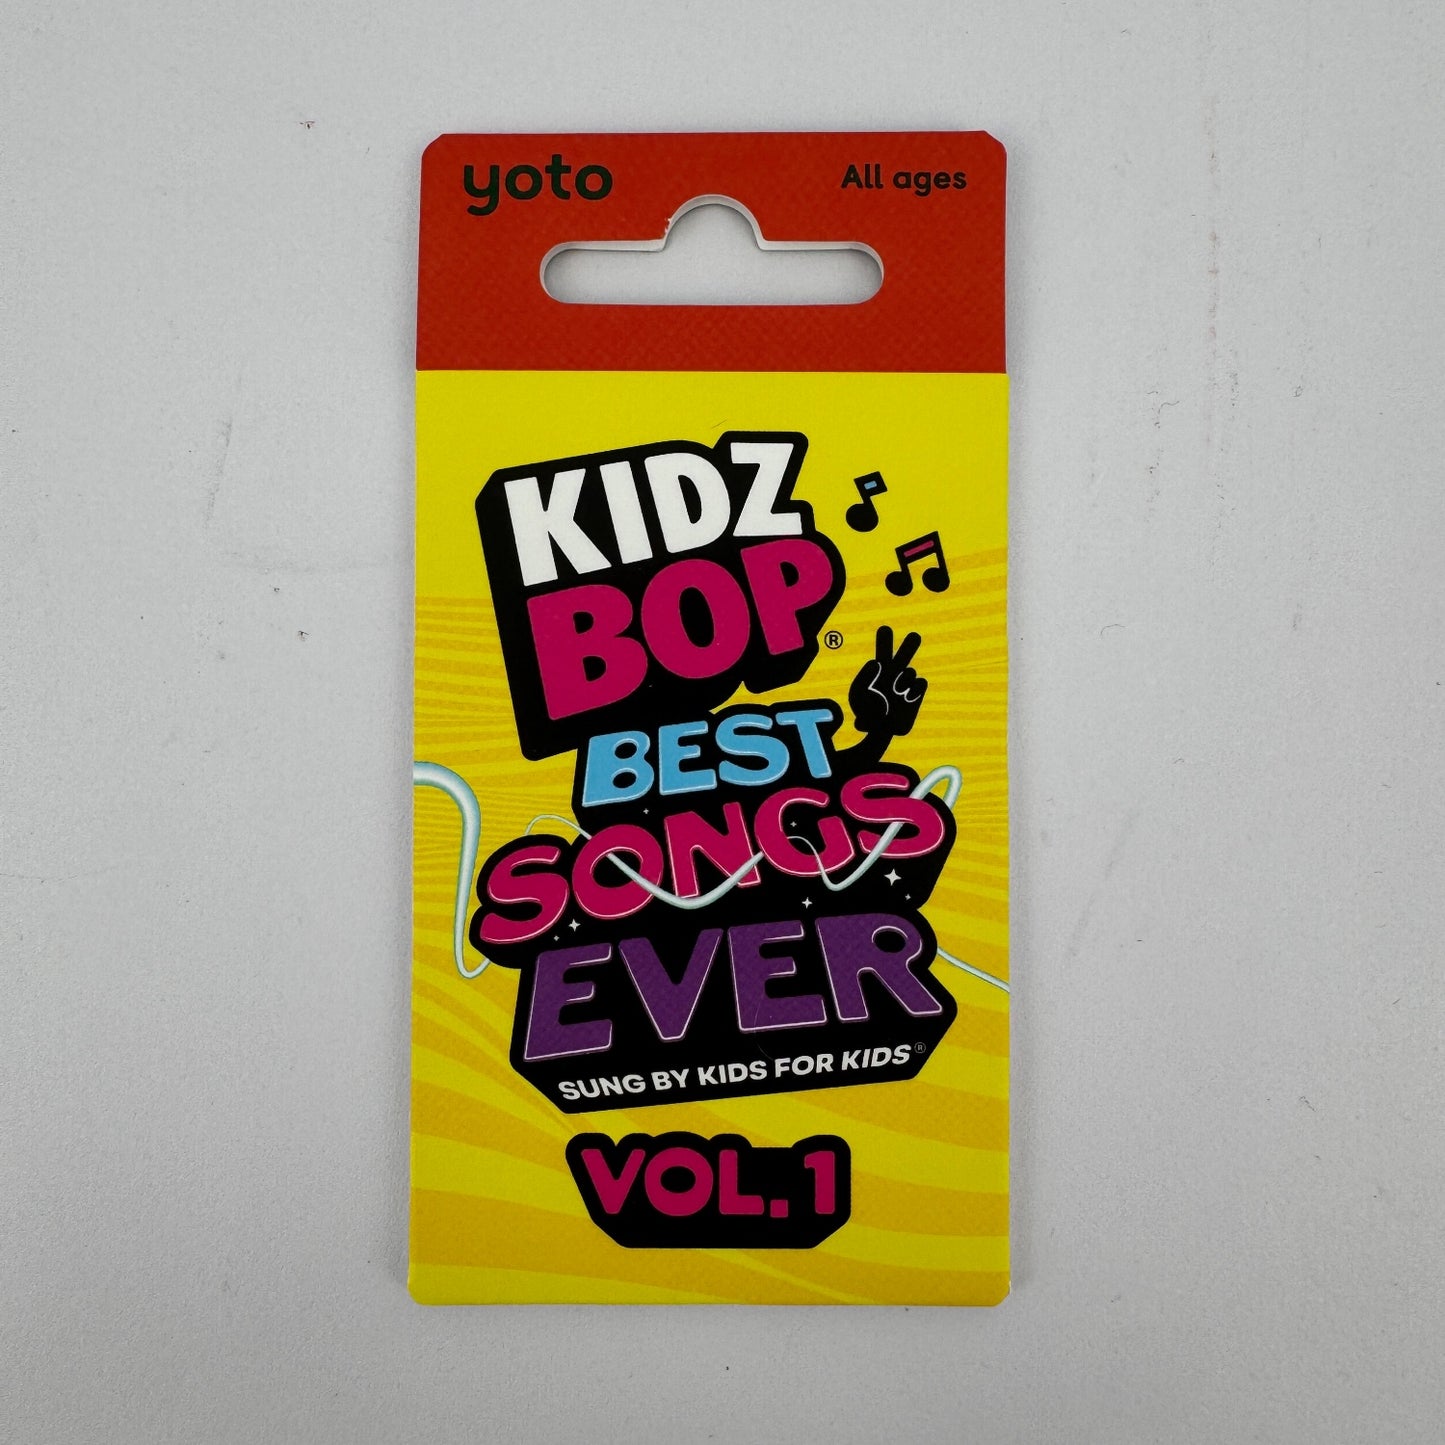 yoto
All ages
KIDZ
BOP®
BEST
SONGS
EVER
SUNG BY KIDS FOR KIDS®
VOL. 1